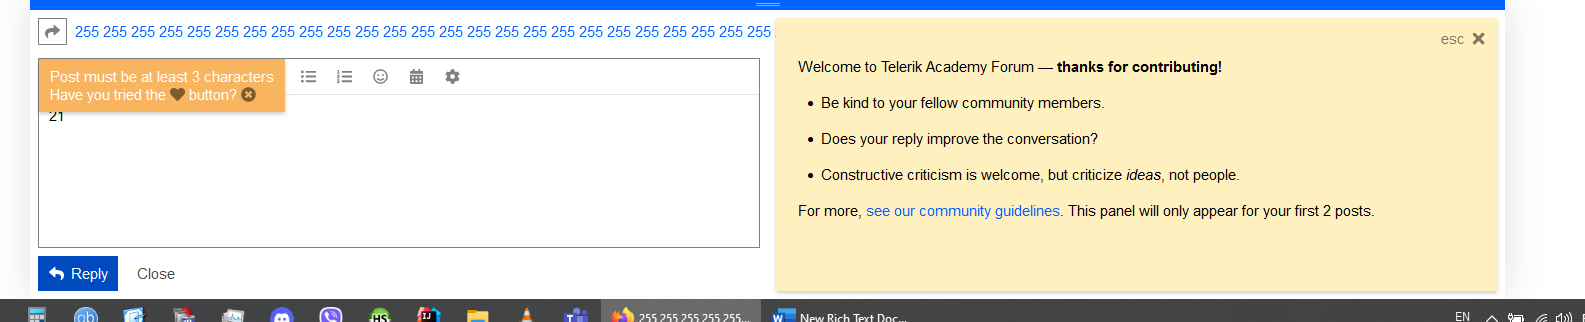 255 255 255 255 255 255 255 255 255 255 255 255 255 255 255 255 255 255 255 255 255 255 255 255 255
esc
Post must be at least 3 characters
Have you tried the button?
21
Reply Close
Welcome to Telerik Academy Forum — thanks for contributing!
Be kind to your fellow community members.
Does your reply improve the conversation?
Constructive criticism is welcome, but criticize ideas, not people.
For more, see our community guidelines. This panel will only appear for your first 2 posts.
gb HS IJ 255 255 255 255 255... W New Rich Text Doc... EN